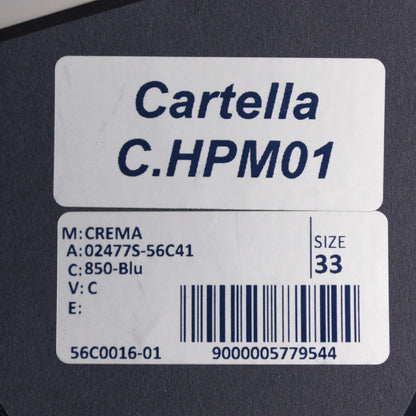 Cartella
C.HPM01
M: CREMA
A: 02477S-56C41
C: 850-Blu
V: C
E:
SIZE
33
56C0016-01
9000005779544